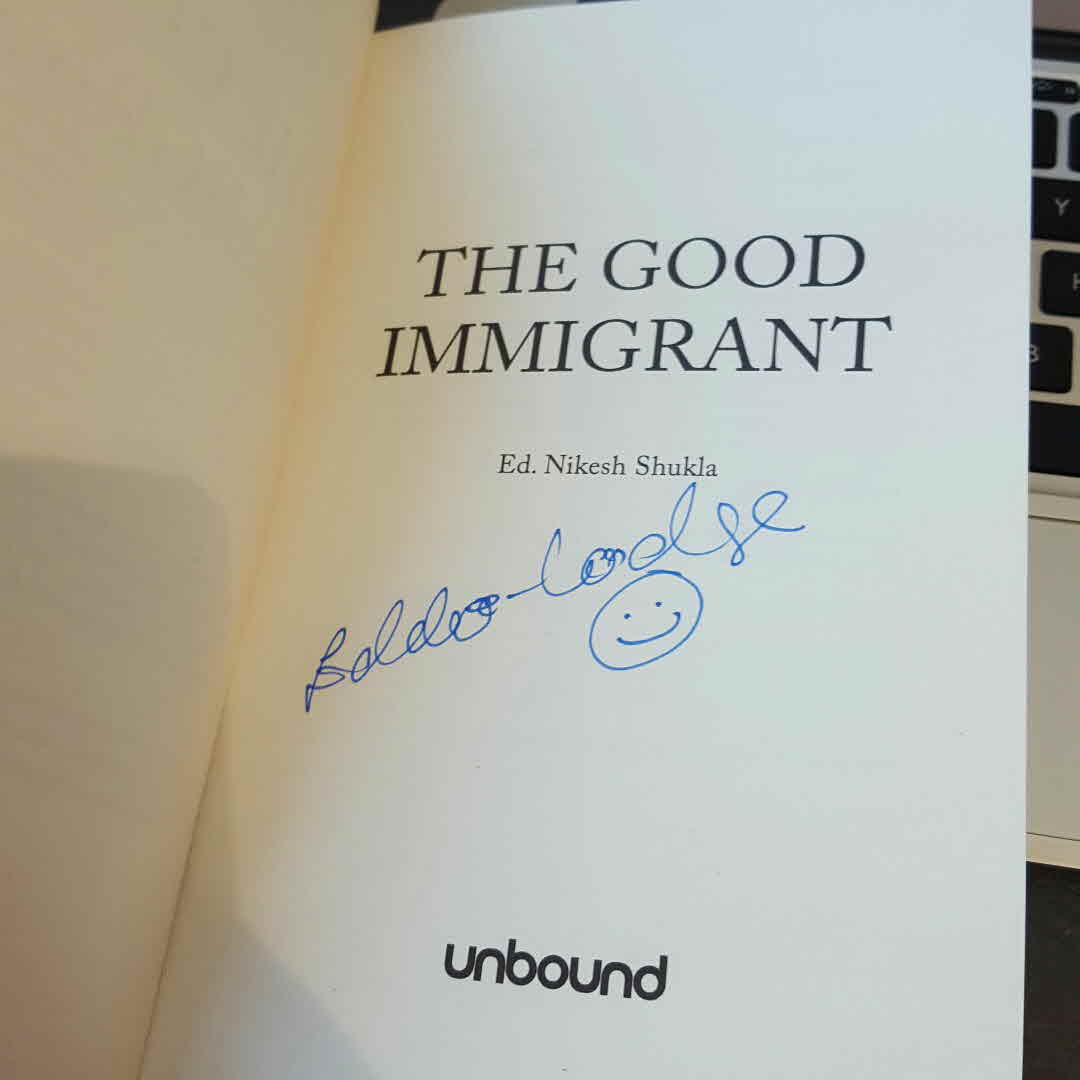 THE GOOD
IMMIGRANT
Ed. Nikesh Shukla
unbound
Y